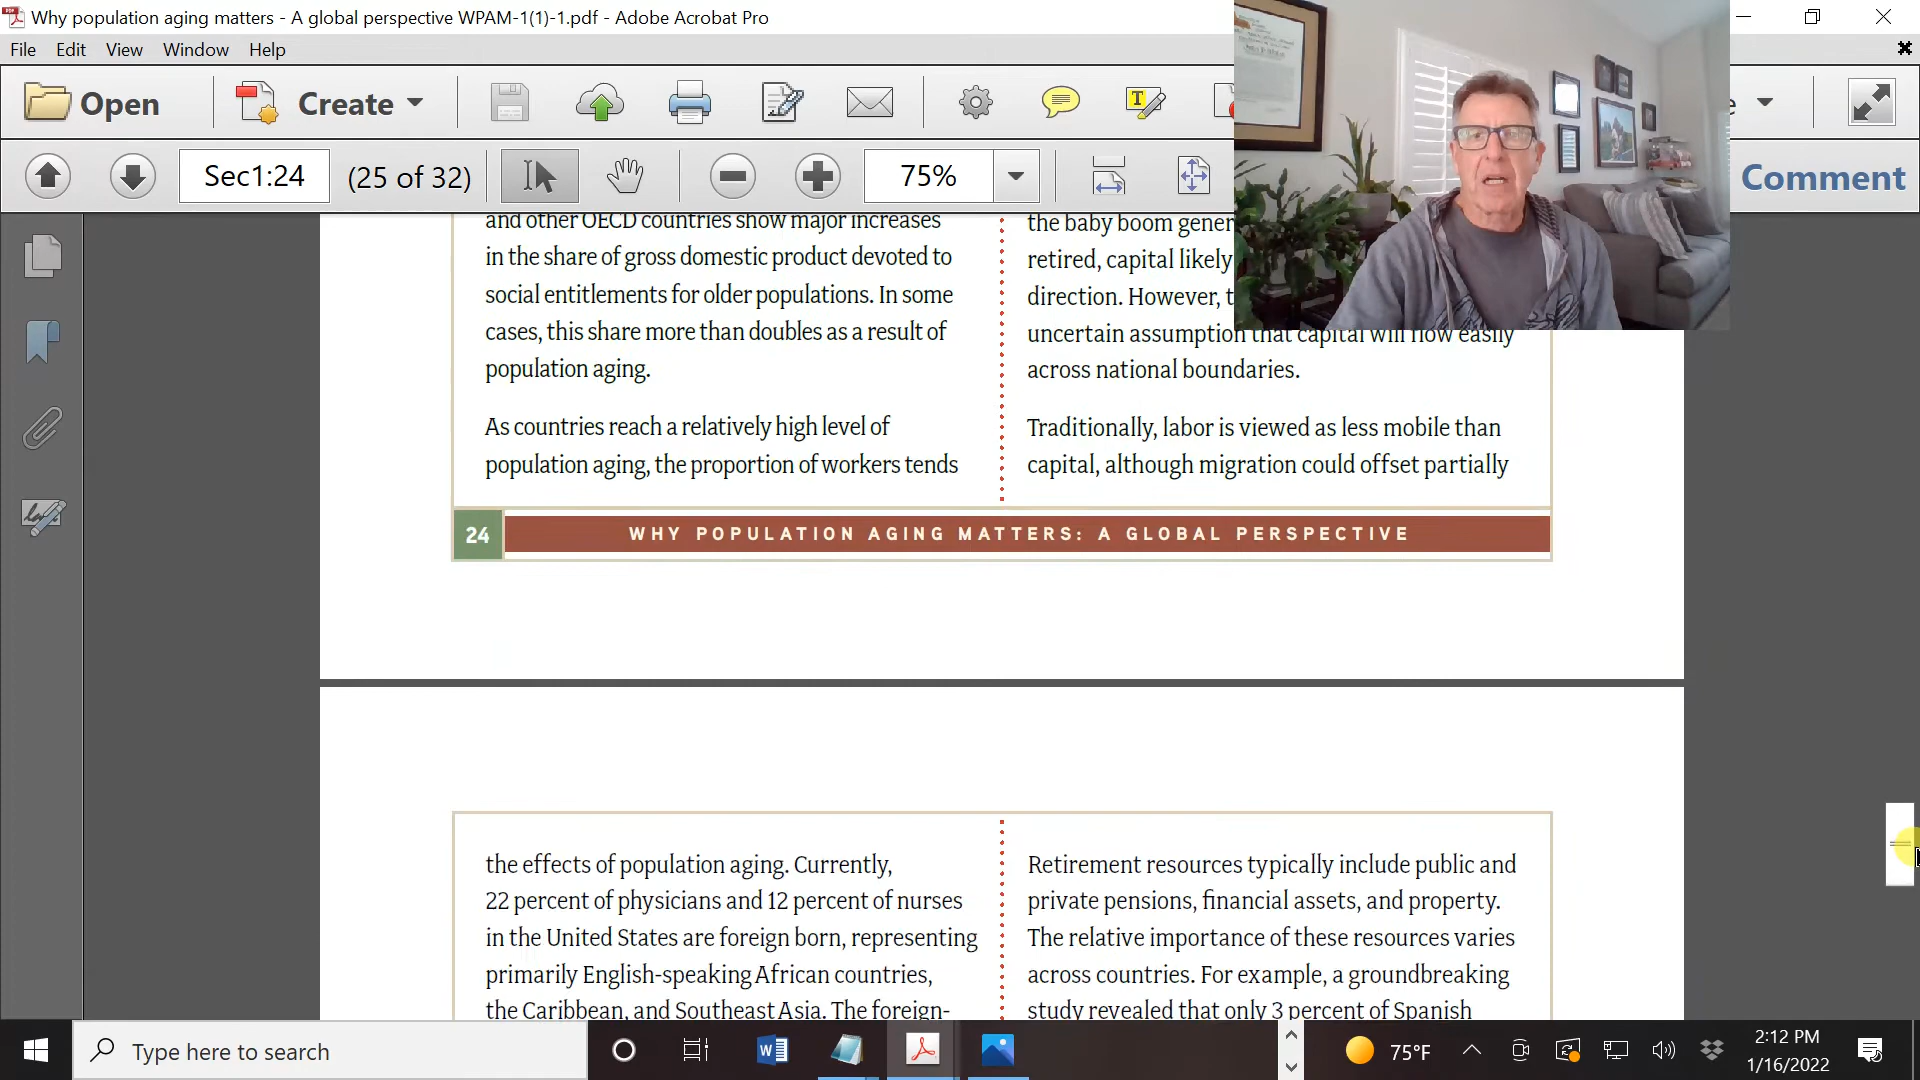 Why population aging matters - A global perspective WPAM-1(1)-1.pdf - Adobe Acrobat Pro
File Edit View Window Help
Open Create
Sec1:24 (25 of 32) 75% Comment
and other OECD countries show major increases
in the share of gross domestic product devoted to
social entitlements for older populations. In some
cases, this share more than doubles as a result of
population aging.
As countries reach a relatively high level of
population aging, the proportion of workers tends
the baby boom gener
retired, capital likely
direction. However, t
uncertain assumption that capital will flow easily
across national boundaries.
Traditionally, labor is viewed as less mobile than
capital, although migration could offset partially
24 WHY POPULATION AGING MATTERS: A GLOBAL PERSPECTIVE
the effects of population aging. Currently,
22 percent of physicians and 12 percent of nurses
in the United States are foreign born, representing
primarily English-speaking African countries,
the Caribbean, and Southeast Asia. The foreign-
Retirement resources typically include public and
private pensions, financial assets, and property.
The relative importance of these resources varies
across countries. For example, a groundbreaking
study revealed that only 3 percent of Spanish
Type here to search 75°F 2:12 PM
1/16/2022